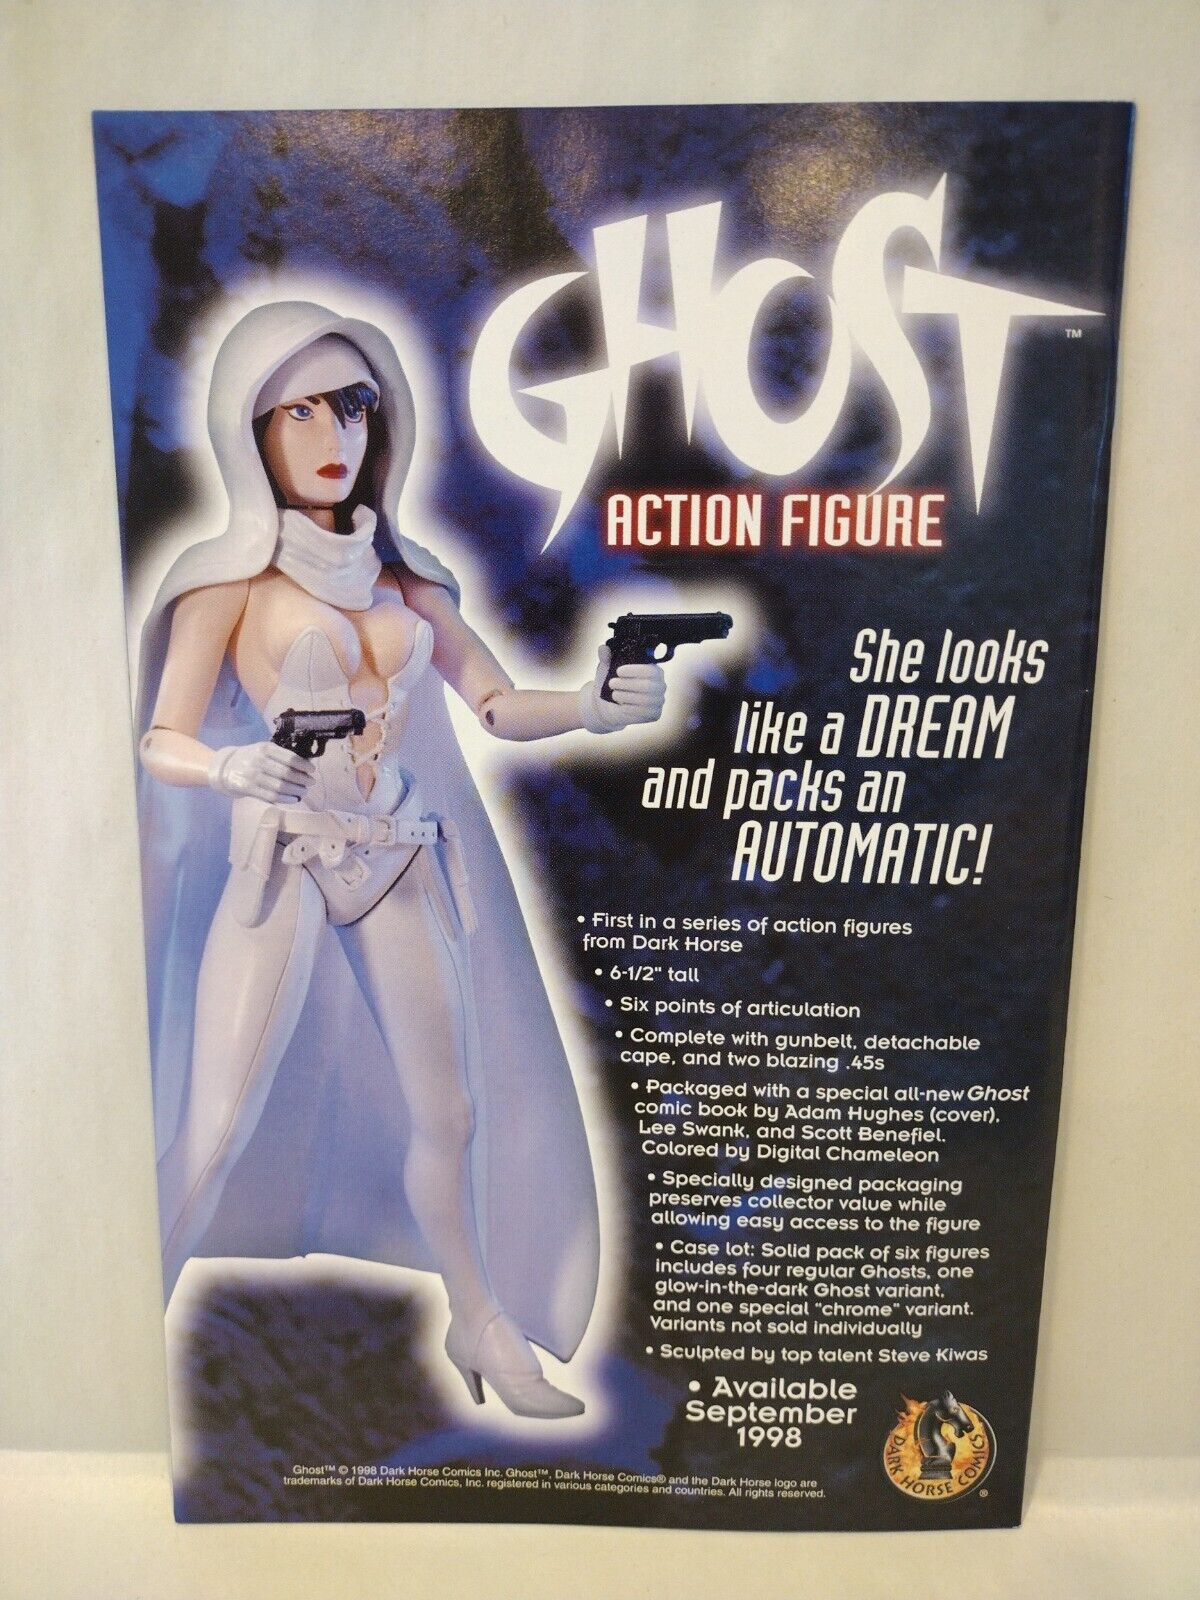 GHOST
™
ACTION FIGURE
She looks
like a DREAM
and packs an
AUTOMATIC!
• First in a series of action figures
from Dark Horse
• 6-1/2" tall
• Six points of articulation
• Complete with gunbelt, detachable
cape, and two blazing .45s
• Packaged with a special all-new Ghost
comic book by Adam Hughes (cover),
Lee Swank, and Scott Benefiel.
Colored by Digital Chameleon
• Specially designed packaging
preserves collector value while
allowing easy access to the figure
• Case lot: Solid pack of six figures
includes four regular Ghosts, one
glow-in-the-dark Ghost variant,
and one special "chrome" variant.
Variants not sold individually
• Sculpted by top talent Steve Kiwas
• Available
September
1998
DARK HORSE COMICS
®
Ghost™ © 1998 Dark Horse Comics Inc. Ghost™, Dark Horse Comics® and the Dark Horse logo are
trademarks of Dark Horse Comics, Inc. registered in various categories and countries. All rights reserved.